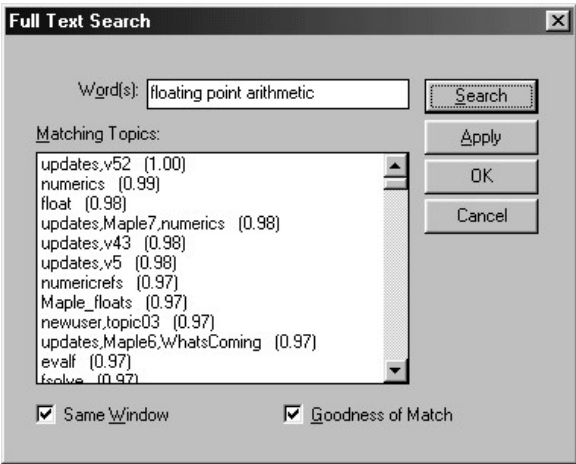 Full Text Search
Word(s): floating point arithmetic
Search
Matching Topics:
Apply
OK
Cancel
updates,v52 (1.00)
numerics (0.99)
float (0.98)
updates,Maple7,numerics (0.98)
updates,v43 (0.98)
updates,v5 (0.98)
numericrefs (0.97)
Maple_floats (0.97)
newuser,topic03 (0.97)
updates,Maple6,WhatsComing (0.97)
evalf (0.97)
fsolve (0.97)
Same Window
Goodness of Match